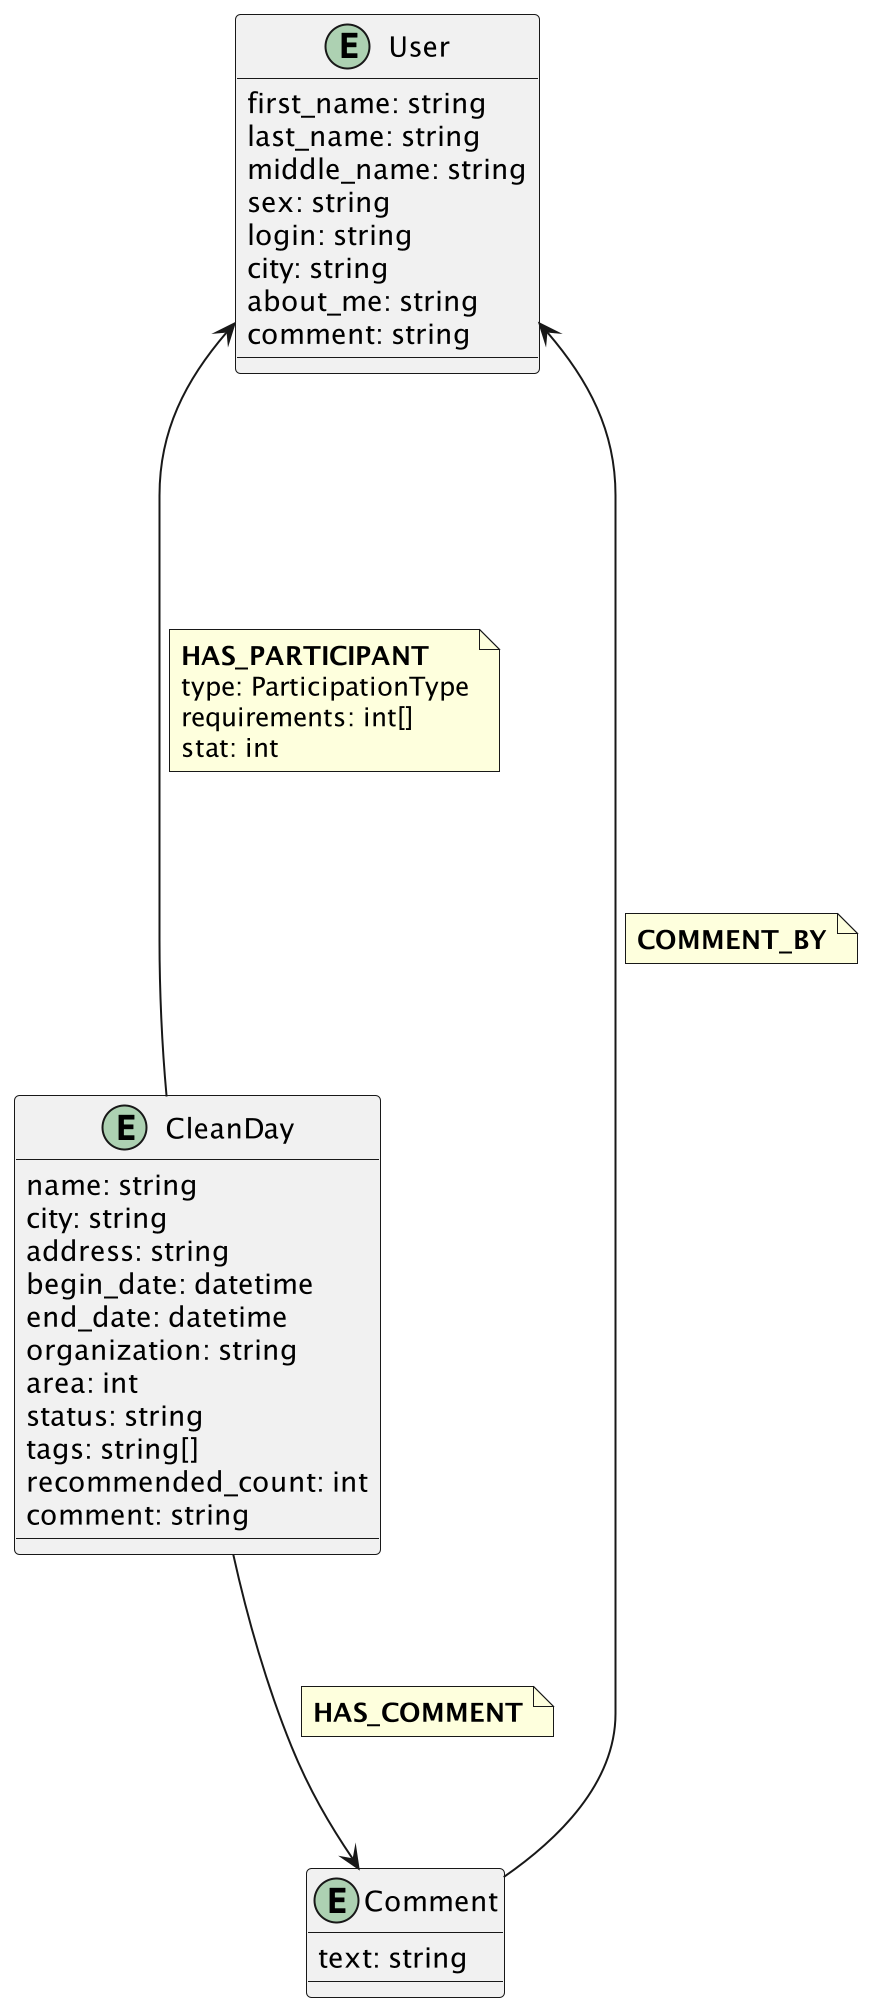 E User
first_name: string
last_name: string
middle_name: string
sex: string
login: string
city: string
about_me: string
comment: string
HAS_PARTICIPANT
type: ParticipationType
requirements: int[]
stat: int
COMMENT_BY
E CleanDay
name: string
city: string
address: string
begin_date: datetime
end_date: datetime
organization: string
area: int
status: string
tags: string[]
recommended_count: int
comment: string
HAS_COMMENT
E Comment
text: string